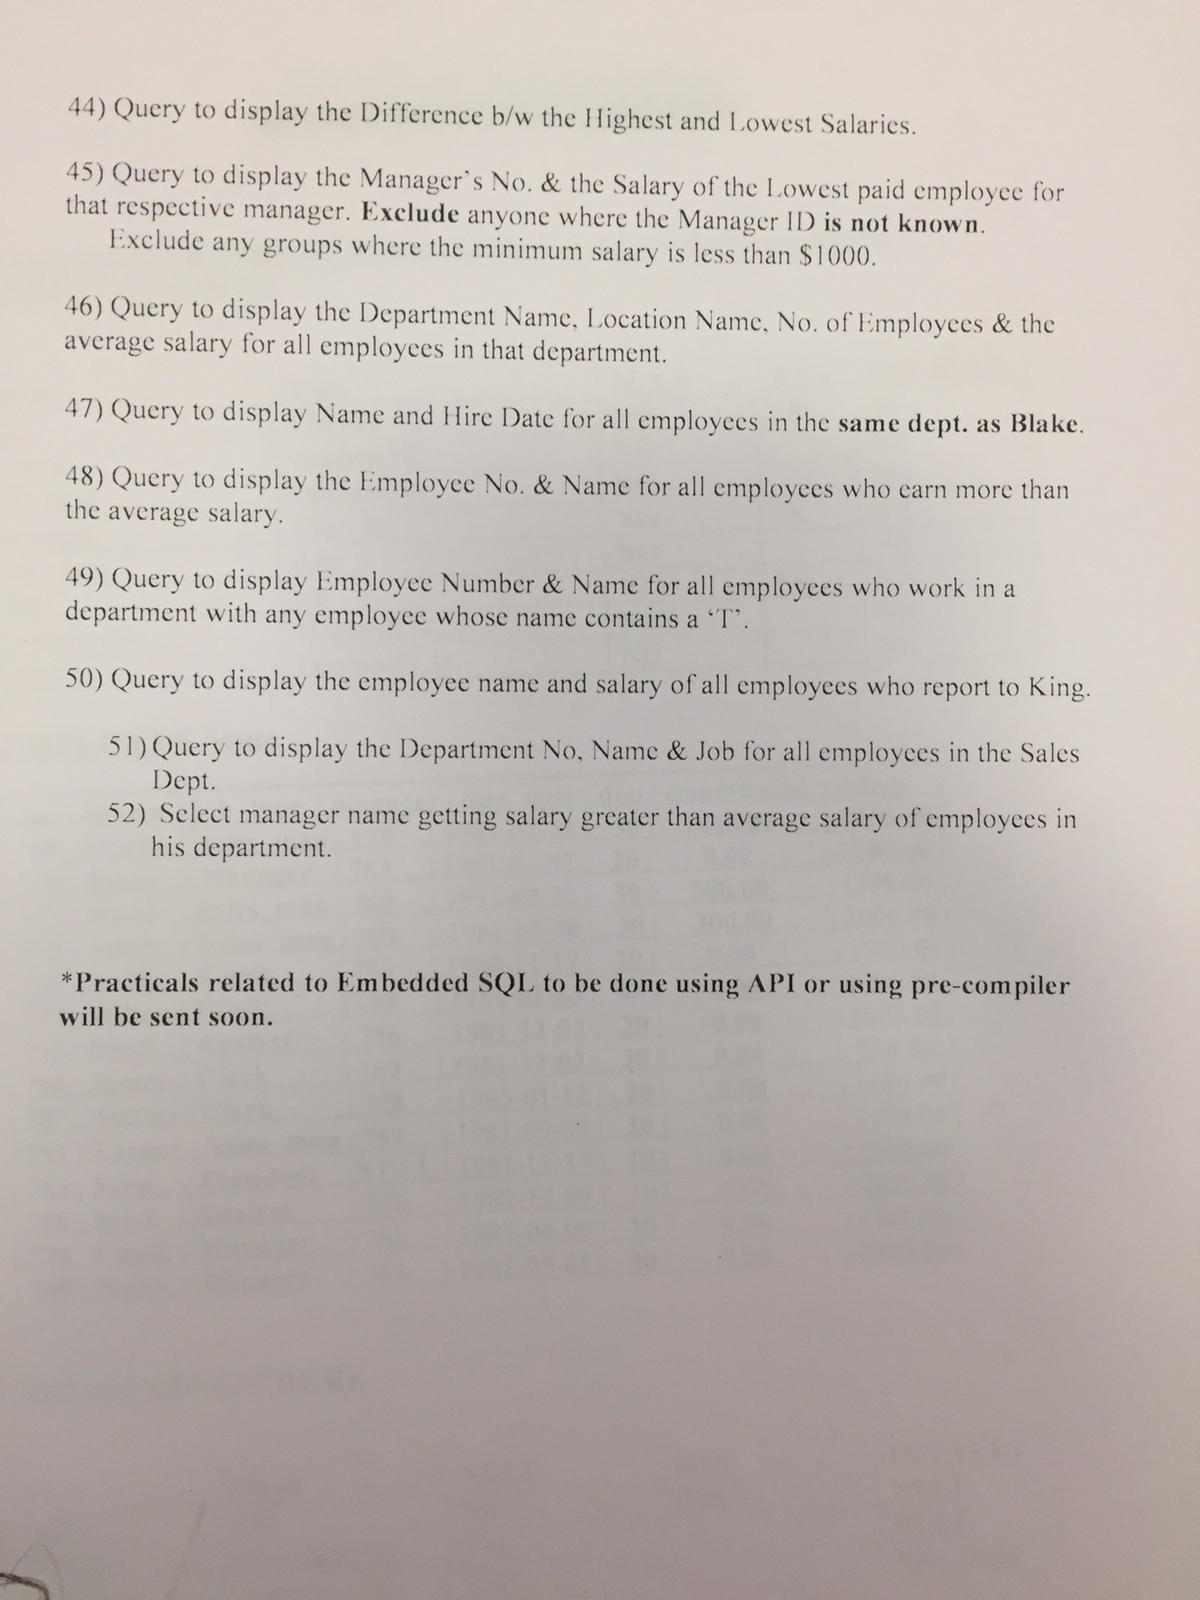 44) Query to display the Difference b/w the Highest and Lowest Salaries.
45) Query to display the Manager's No. & the Salary of the Lowest paid employee for
that respective manager. Exclude anyone where the Manager ID is not known.
Exclude any groups where the minimum salary is less than $1000.
46) Query to display the Department Name, Location Name, No. of Employees & the
average salary for all employees in that department.
47) Query to display Name and Hire Date for all employees in the same dept. as Blake.
48) Query to display the Employee No. & Name for all employees who earn more than
the average salary.
49) Query to display Employee Number & Name for all employees who work in a
department with any employee whose name contains a ‘T’.
50) Query to display the employee name and salary of all employees who report to King.
51) Query to display the Department No, Name & Job for all employees in the Sales
Dept.
52) Select manager name getting salary greater than average salary of employees in
his department.
*Practicals related to Embedded SQL to be done using API or using pre-compiler
will be sent soon.